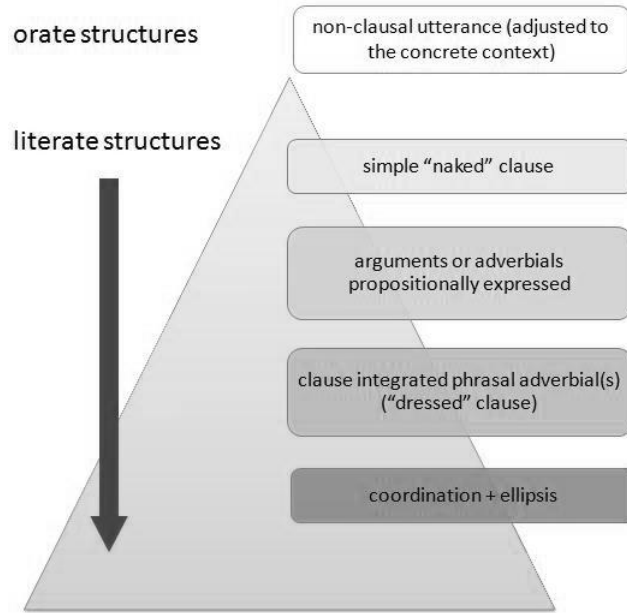 orate structures
non-clausal utterance (adjusted to
the concrete context)
literate structures
simple “naked” clause
arguments or adverbials
propositionally expressed
clause integrated phrasal adverbial(s)
(“dressed” clause)
coordination + ellipsis